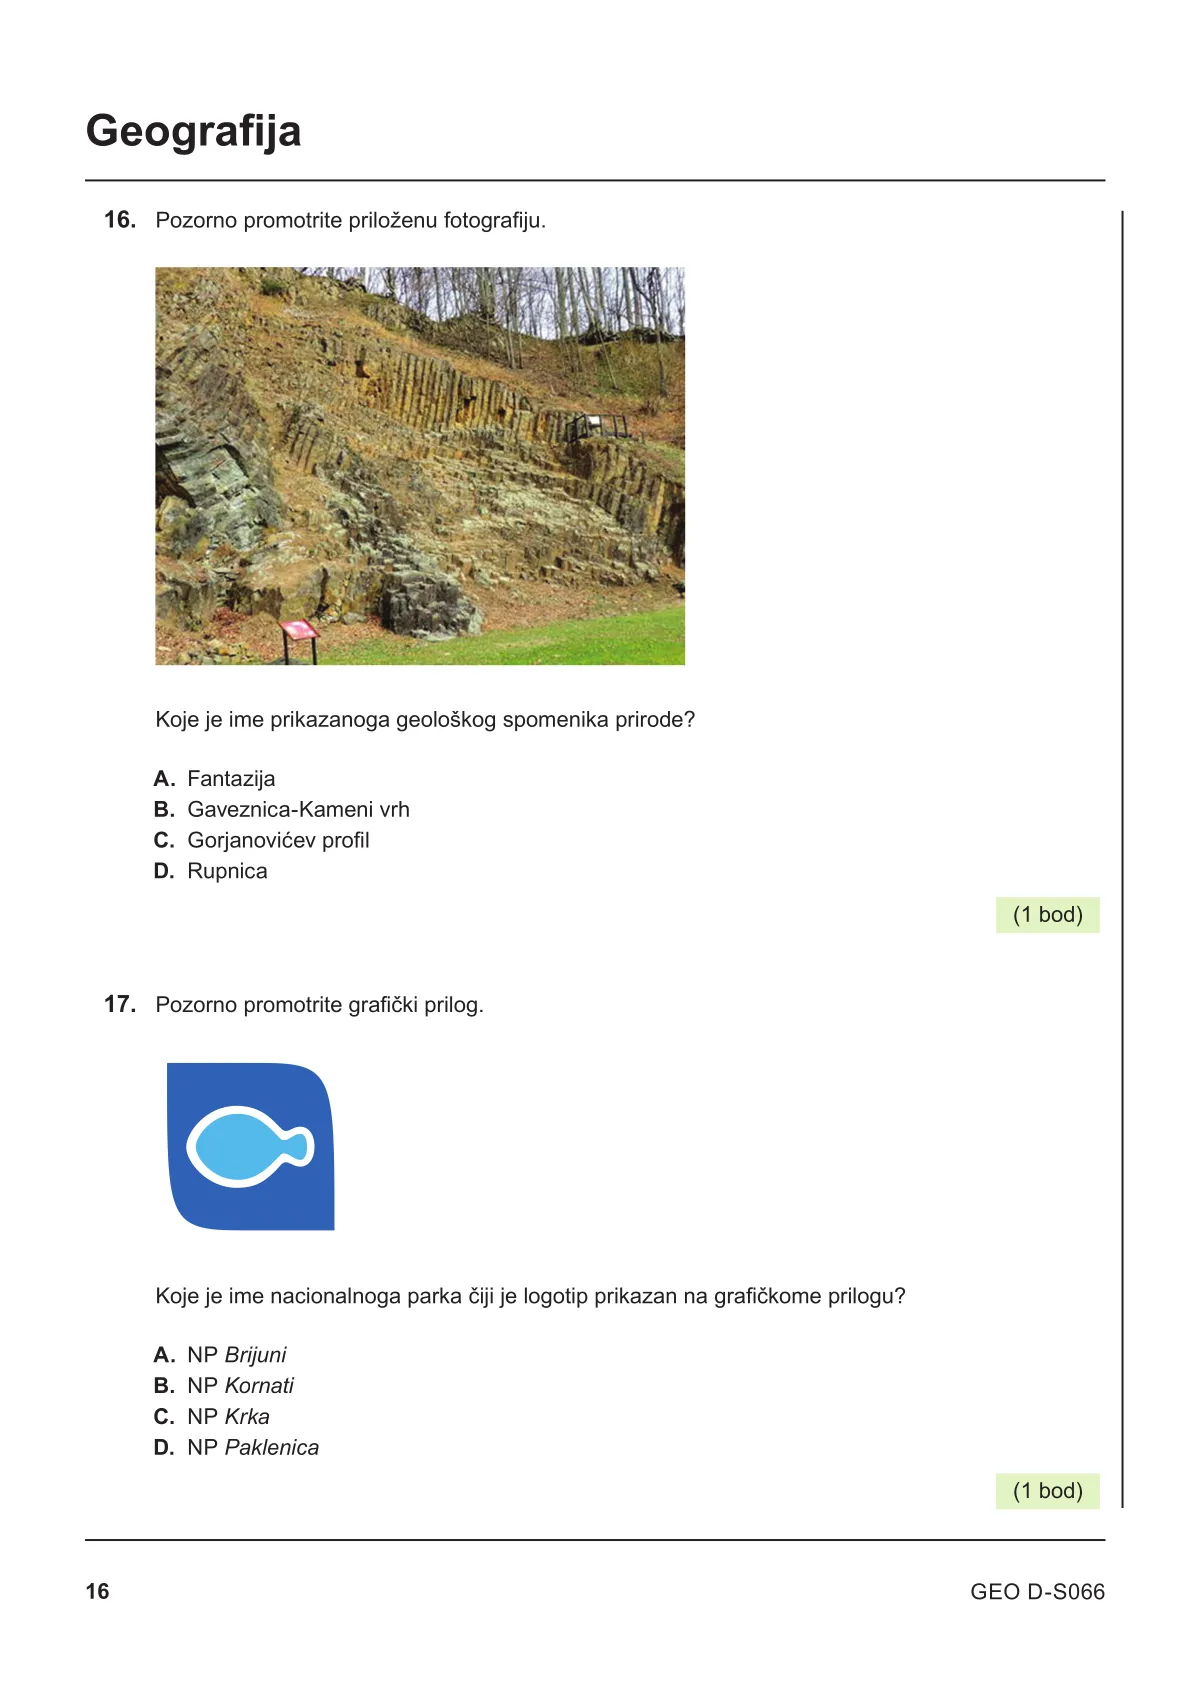 Geografija
16. Pozorno promotrite priloženu fotografiju.
Koje je ime prikazanoga geološkog spomenika prirode?
A. Fantazija
B. Gaveznica-Kameni vrh
C. Gorjanovićev profil
D. Rupnica
(1 bod)
17. Pozorno promotrite grafički prilog.
Koje je ime nacionalnoga parka čiji je logotip prikazan na grafičkome prilogu?
A. NP Brijuni
B. NP Kornati
C. NP Krka
D. NP Paklenica
(1 bod)
16
GEO D-S066